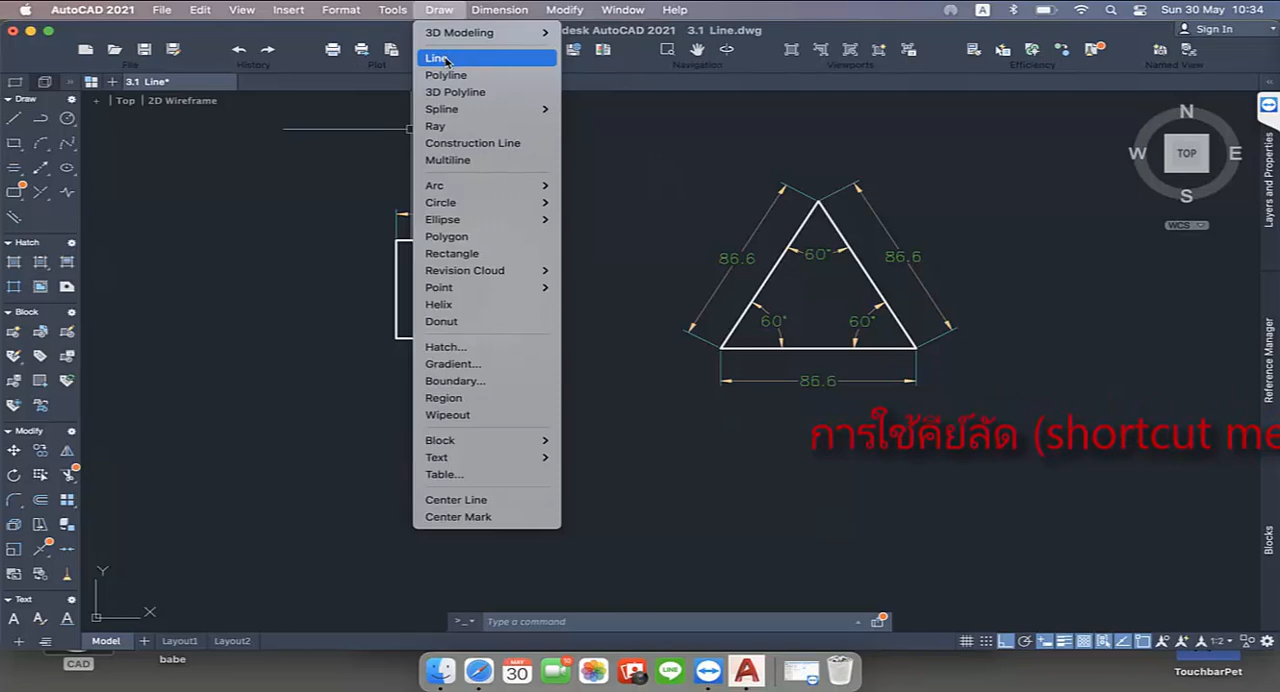 AutoCAD 2021 File Edit View Insert Format Tools Draw Dimension Modify AutoCAD Window Help A Sun 30 May 10:34
desk AutoCAD 2021 3.1 Line.dwg
Sign In
File History Plot Navigation Viewports Efficiency Named View
3.1 Line*
+ Top 2D Wireframe
Draw
Hatch
Block
Modify
Text
3D Modeling
Line
Polyline
3D Polyline
Spline
Ray
Construction Line
Multiline
Arc
Circle
Ellipse
Polygon
Rectangle
Revision Cloud
Point
Helix
Donut
Hatch...
Gradient...
Boundary...
Region
Wipeout
Block
Text
Table...
Center Line
Center Mark
N
W TOP E
S
WCS
60°
86.6 86.6
60° 60°
86.6
การใช้คีย์ลัด (shortcut me
Layers and Properties
Reference Manager
Blocks
Y
X
>_ Type a command
Model + Layout1 Layout2 1:2
CAD babe
MAY
30
LINE
TouchbarPet